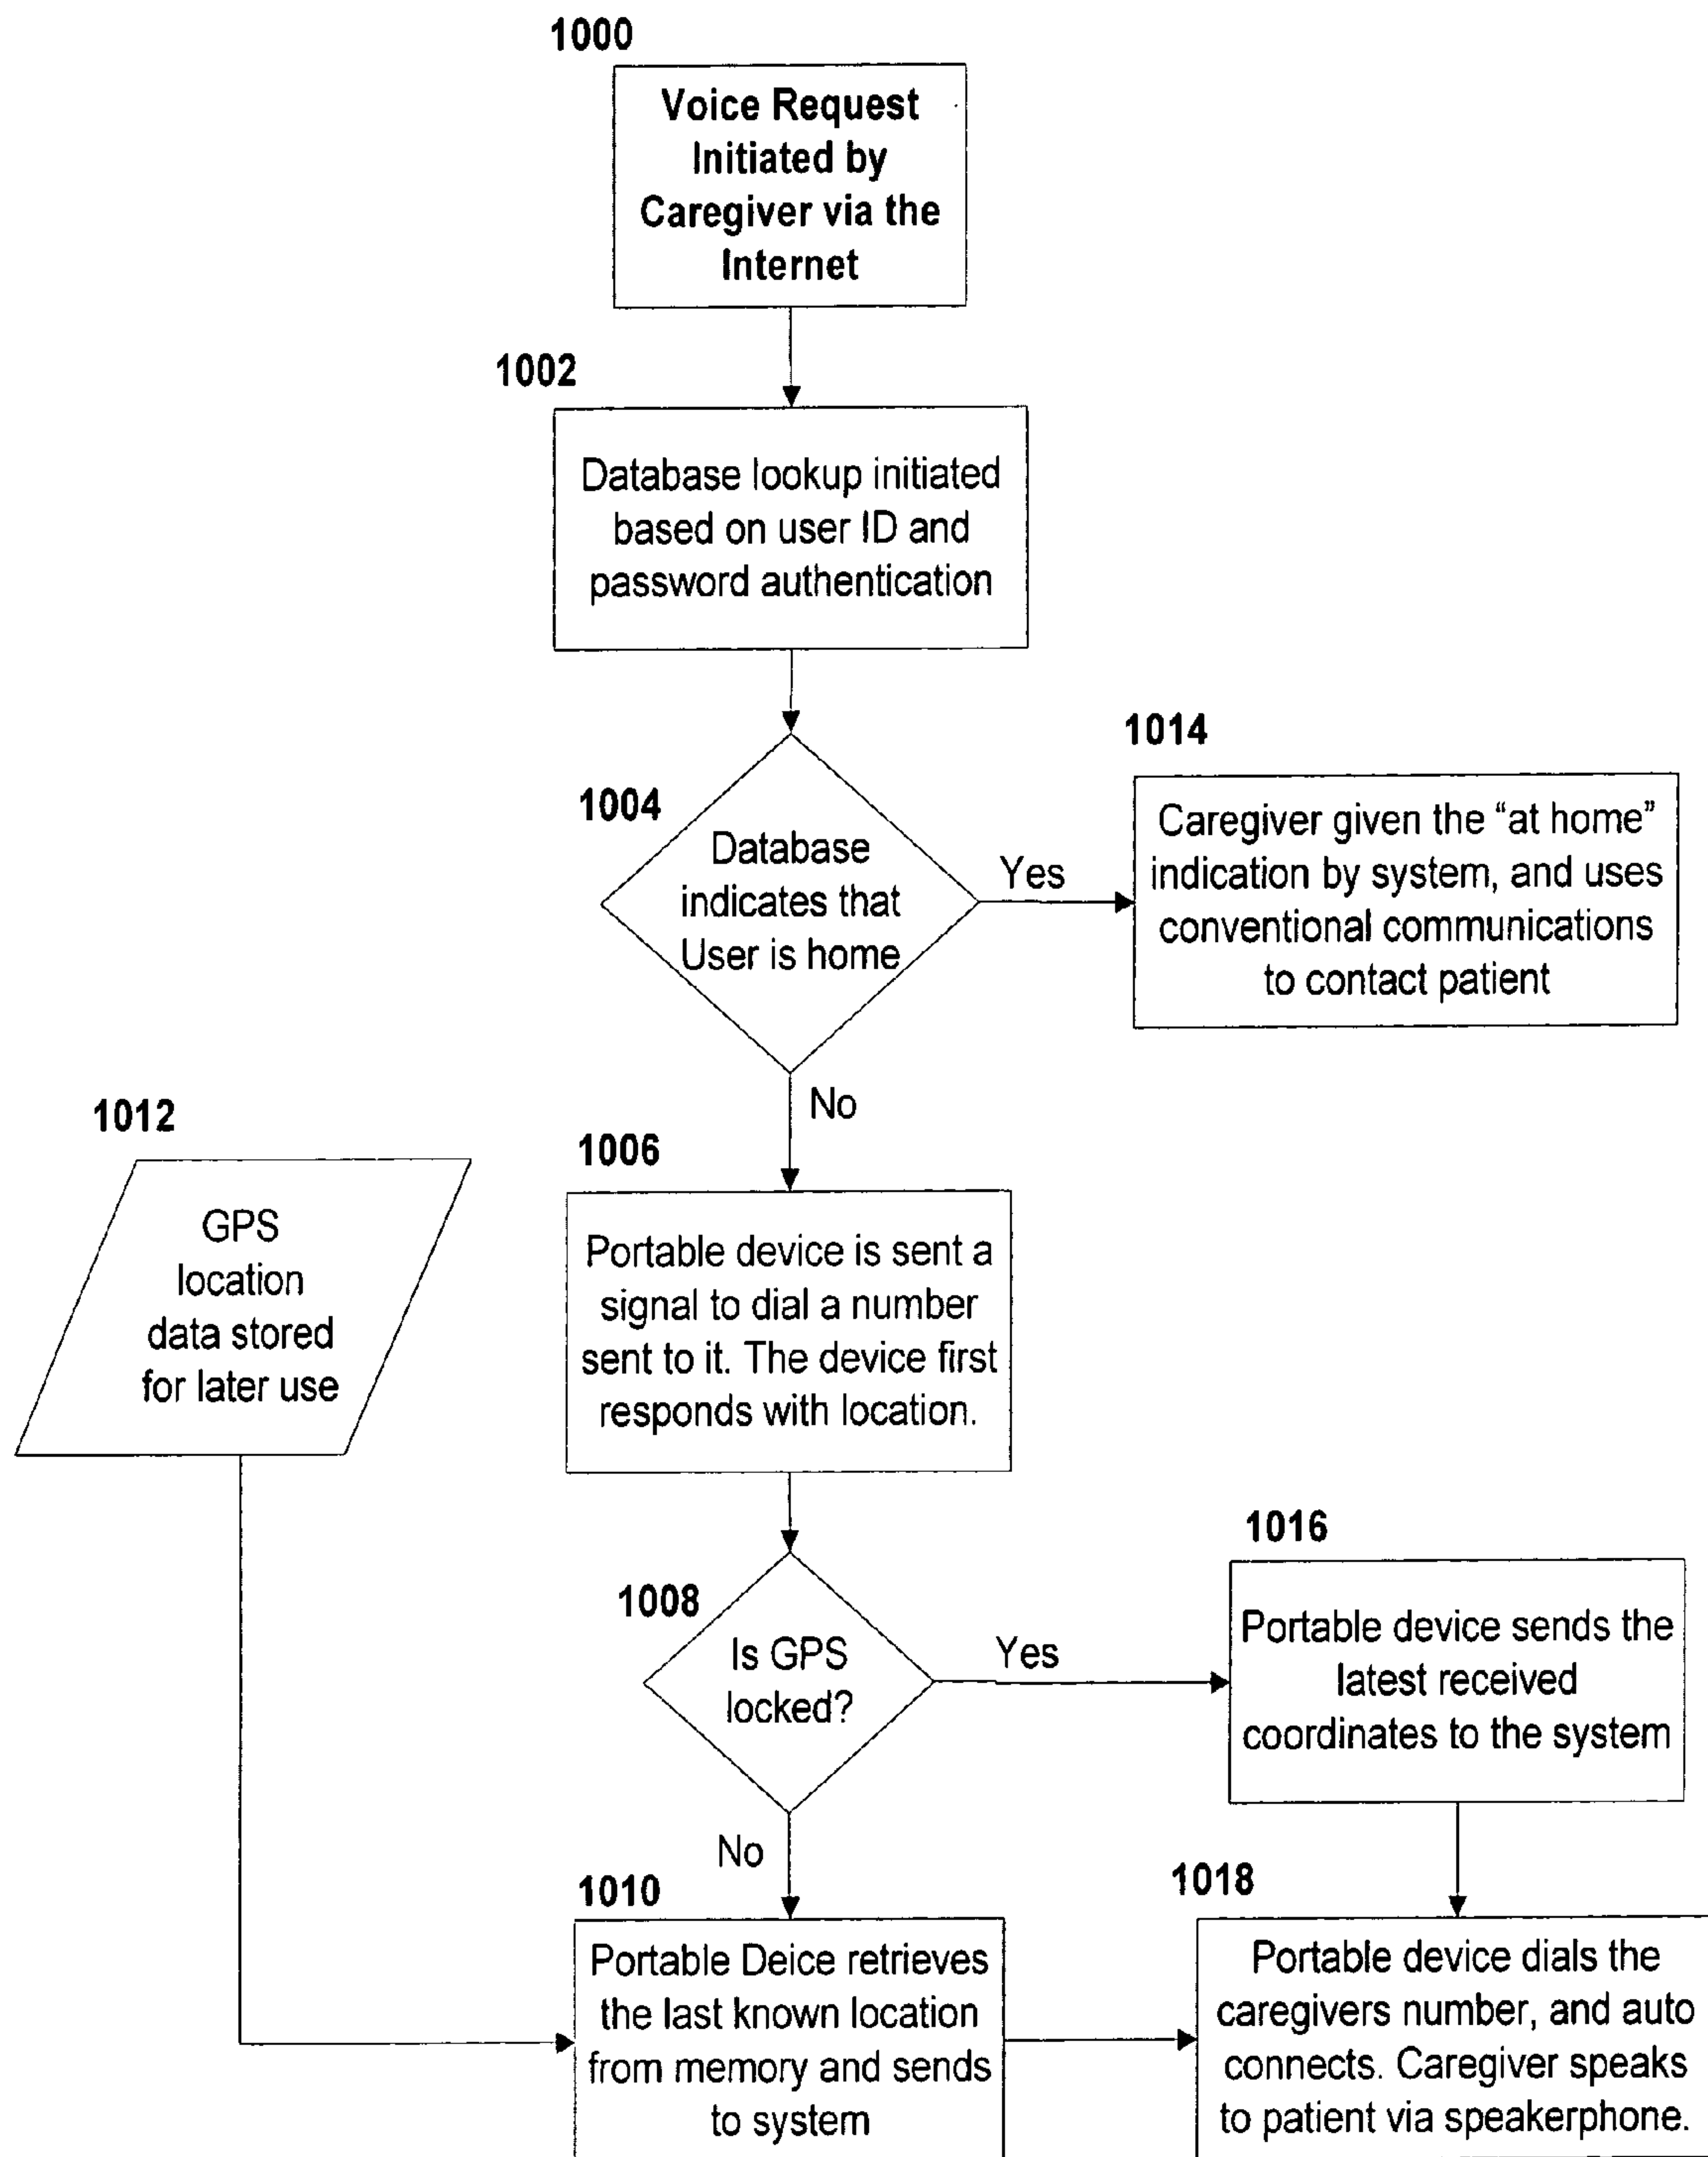 1000
Voice Request
Initiated by
Caregiver via the
Internet
1002
Database lookup initiated
based on user ID and
password authentication
1004
Database
indicates that
User is home
Yes
1014
Caregiver given the “at home”
indication by system, and uses
conventional communications
to contact patient
No
1012
GPS
location
data stored
for later use
1006
Portable device is sent a
signal to dial a number
sent to it. The device first
responds with location.
1008
Is GPS
locked?
Yes
1016
Portable device sends the
latest received
coordinates to the system
No
1010
Portable Deice retrieves
the last known location
from memory and sends
to system
1018
Portable device dials the
caregivers number, and auto
connects. Caregiver speaks
to patient via speakerphone.